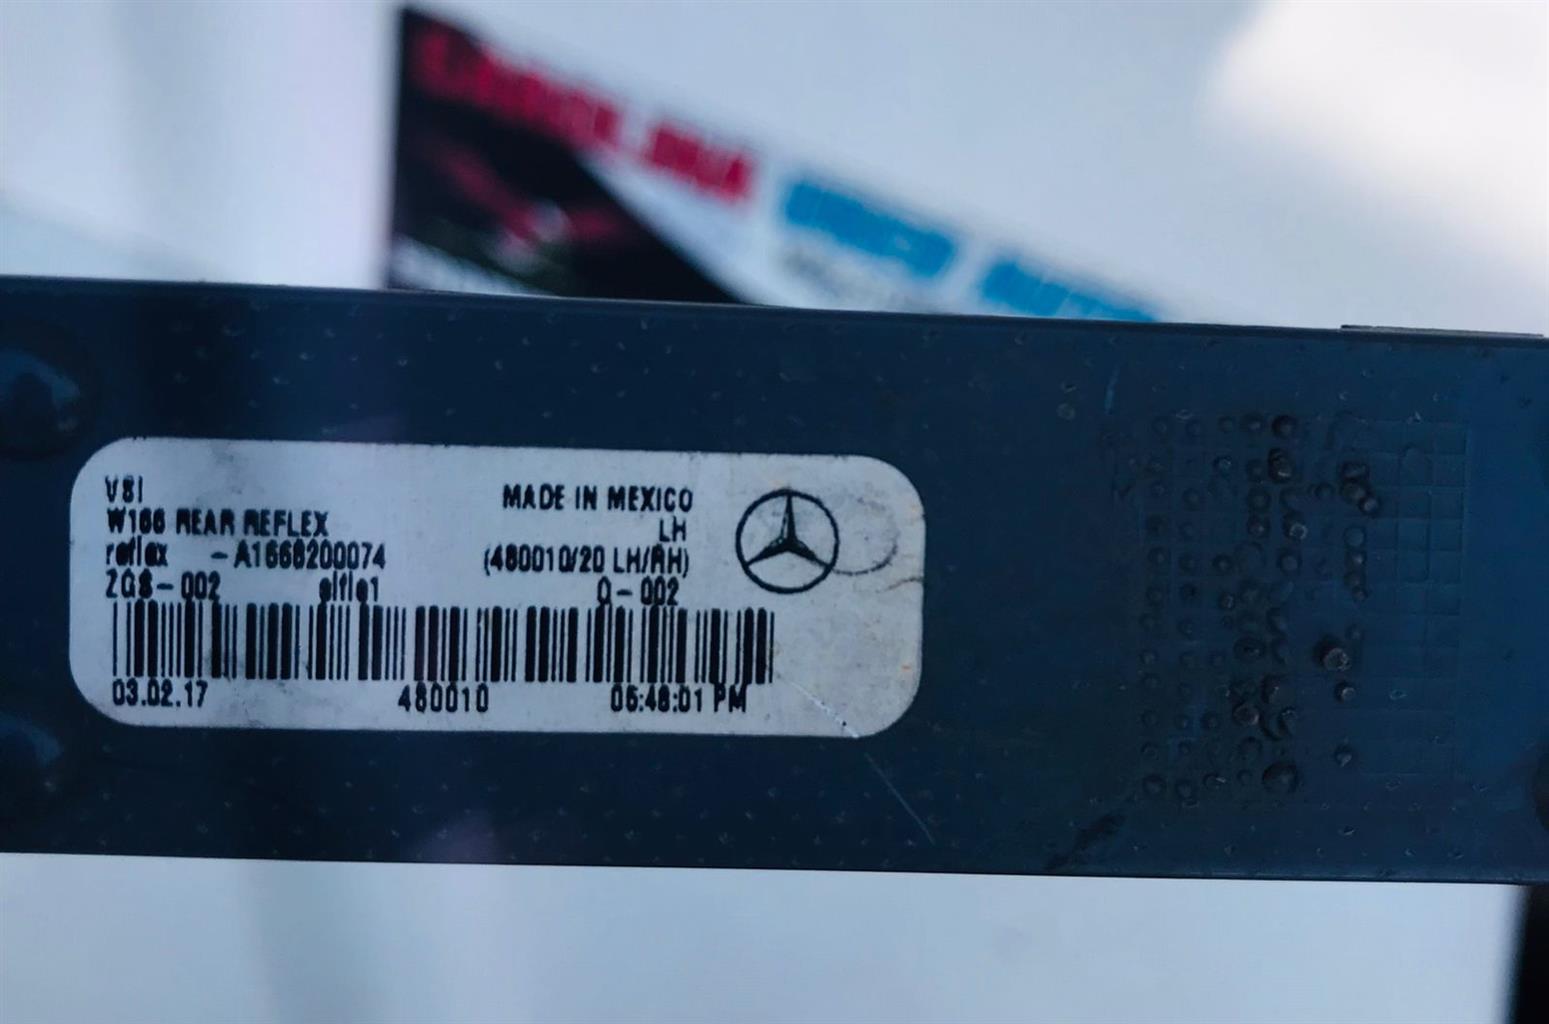 VSI
W166 REAR REFLEX
reflex -A1668200074
ZGS-002 elfle1
MADE IN MEXICO
LH
(480010/20 LH/RH)
Q-002
03.02.17 480010 06:48:01 PM